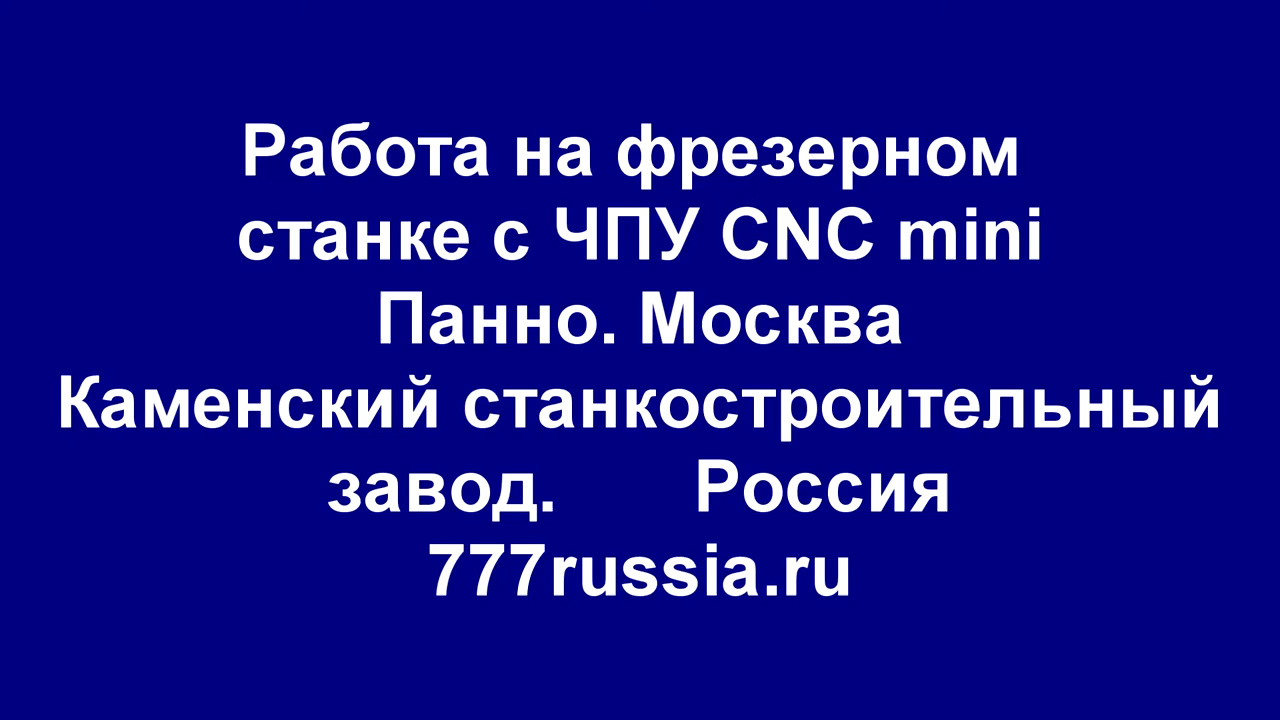 Работа на фрезерном
станке с ЧПУ CNC mini
Панно. Москва
Каменский станкостроительный
завод. Россия
777russia.ru